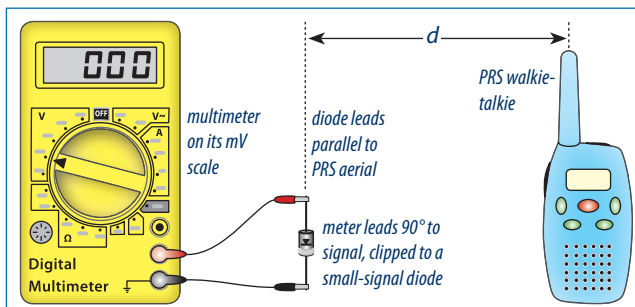 000
OFF
V
V~
A
Ω
Digital
Multimeter
multimeter
on its mV
scale
d
diode leads
parallel to
PRS aerial
PRS walkie-
talkie
meter leads 90° to
signal, clipped to a
small-signal diode